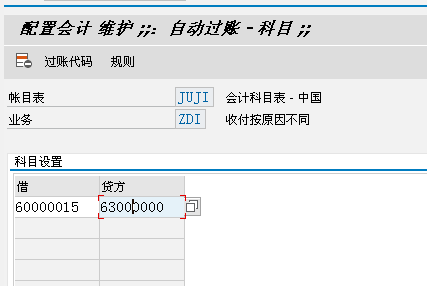 配置会计 维护 ;;: 自动过账 - 科目 ;;
过账代码 规则
帐目表 JUJI 会计科目表 - 中国
业务 ZDI 收付按原因不同
科目设置
借 贷方
60000015 63000000